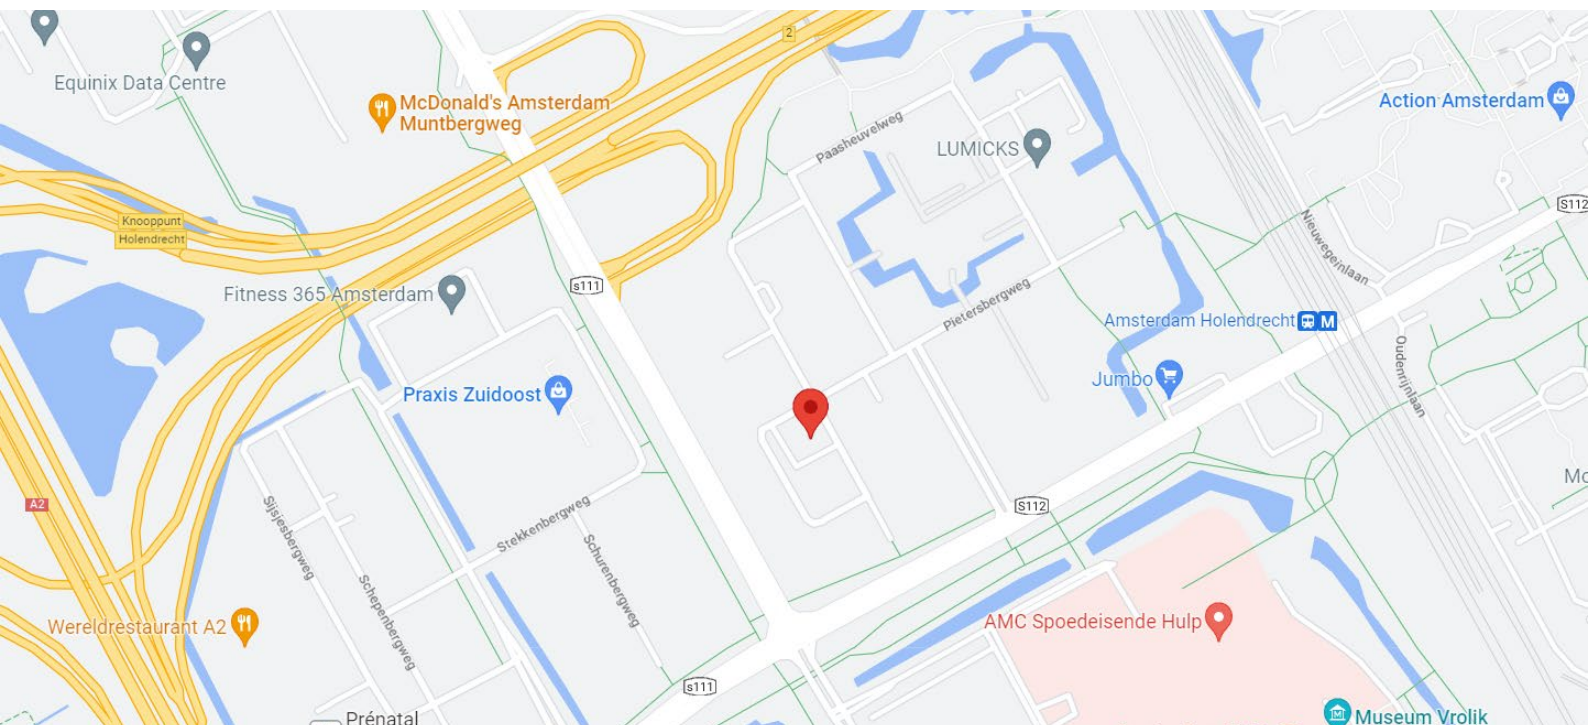 2
Equinix Data Centre
McDonald's Amsterdam
Muntbergweg
Action Amsterdam
Paasheuvelweg
LUMICKS
S112
Knooppunt
Holendrecht
Nieuwegeinlaan
s111
Fitness 365 Amsterdam
Pietersbergweg
Amsterdam Holendrecht
M
Oudenrijnlaan
Jumbo
Praxis Zuidoost
A2
Mo
S112
Sijsjesbergweg
Stekkenbergweg
Schurenbergweg
Schepenbergweg
Wereldrestaurant A2
AMC Spoedeisende Hulp
s111
Prénatal
Museum Vrolik